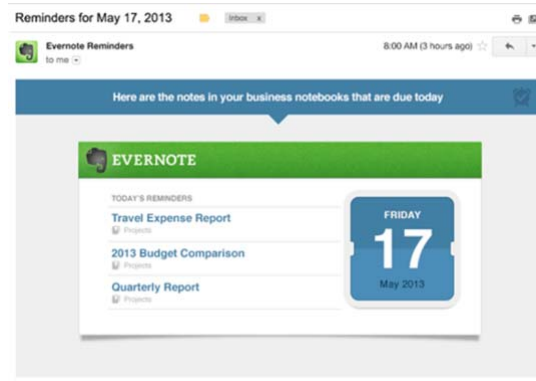 Reminders for May 17, 2013
Inbox x
Evernote Reminders
8:00 AM (3 hours ago)
to me
Here are the notes in your business notebooks that are due today
EVERNOTE
TODAY'S REMINDERS
Travel Expense Report
Projects
2013 Budget Comparison
Projects
Quarterly Report
Projects
FRIDAY
17
May 2013